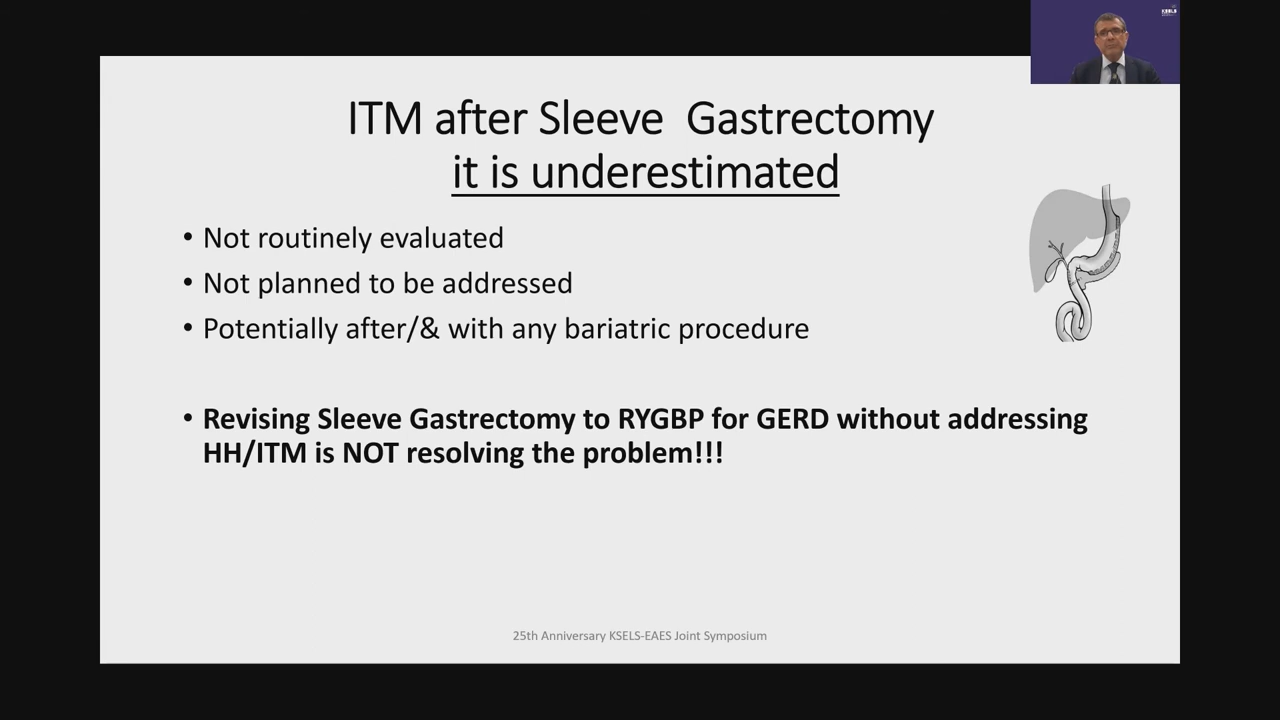 KSELS
ITM after Sleeve Gastrectomy
it is underestimated
• Not routinely evaluated
• Not planned to be addressed
• Potentially after/& with any bariatric procedure
• Revising Sleeve Gastrectomy to RYGBP for GERD without addressing
HH/ITM is NOT resolving the problem!!!
25th Anniversary KSELS-EAES Joint Symposium